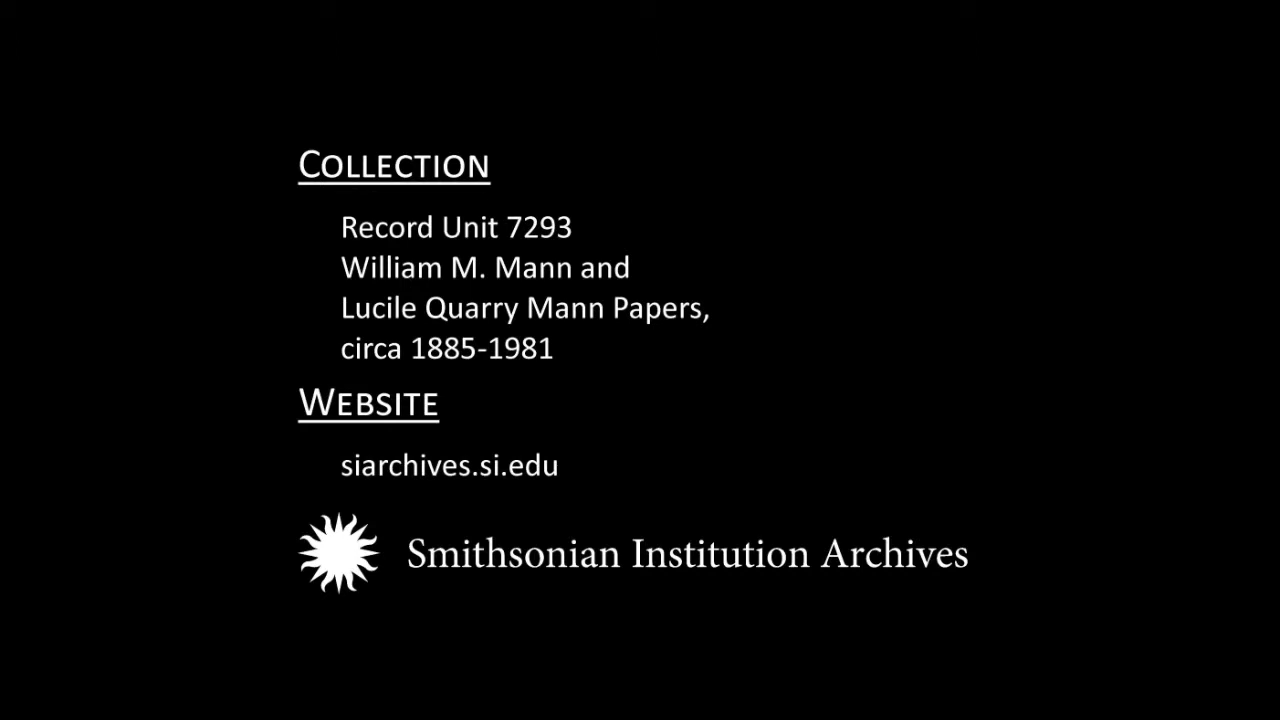 COLLECTION
Record Unit 7293
William M. Mann and
Lucile Quarry Mann Papers,
circa 1885-1981
WEBSITE
siarchives.si.edu
Smithsonian Institution Archives